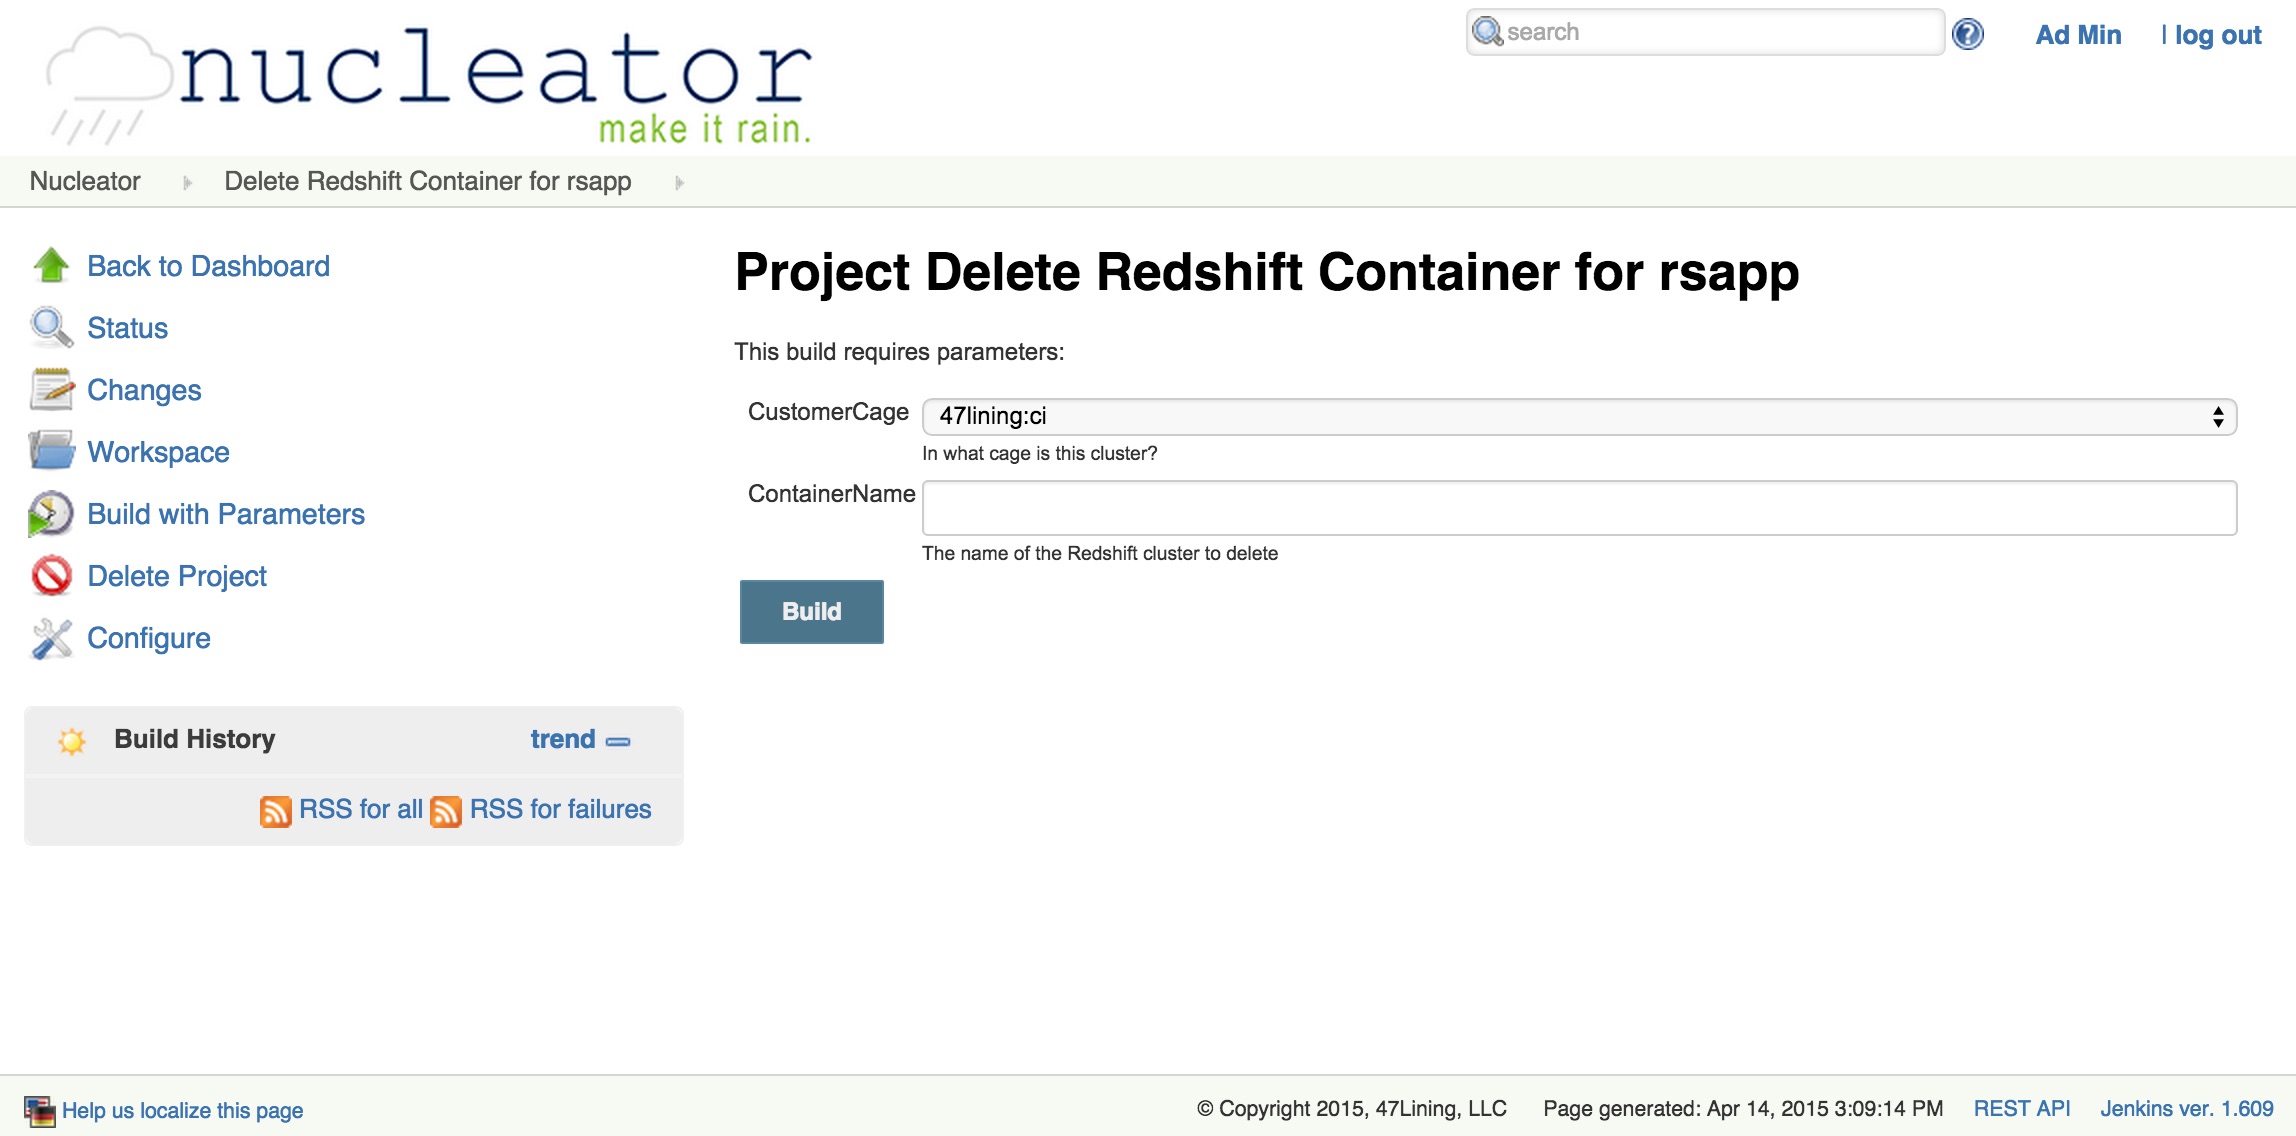 nucleator
make it rain.
search
Ad Min | log out
Nucleator Delete Redshift Container for rsapp
Back to Dashboard
Status
Changes
Workspace
Build with Parameters
Delete Project
Configure
Build History trend
RSS for all RSS for failures
Project Delete Redshift Container for rsapp
This build requires parameters:
CustomerCage 47lining:ci
In what cage is this cluster?
ContainerName
The name of the Redshift cluster to delete
Build
Help us localize this page
© Copyright 2015, 47Lining, LLC Page generated: Apr 14, 2015 3:09:14 PM REST API Jenkins ver. 1.609